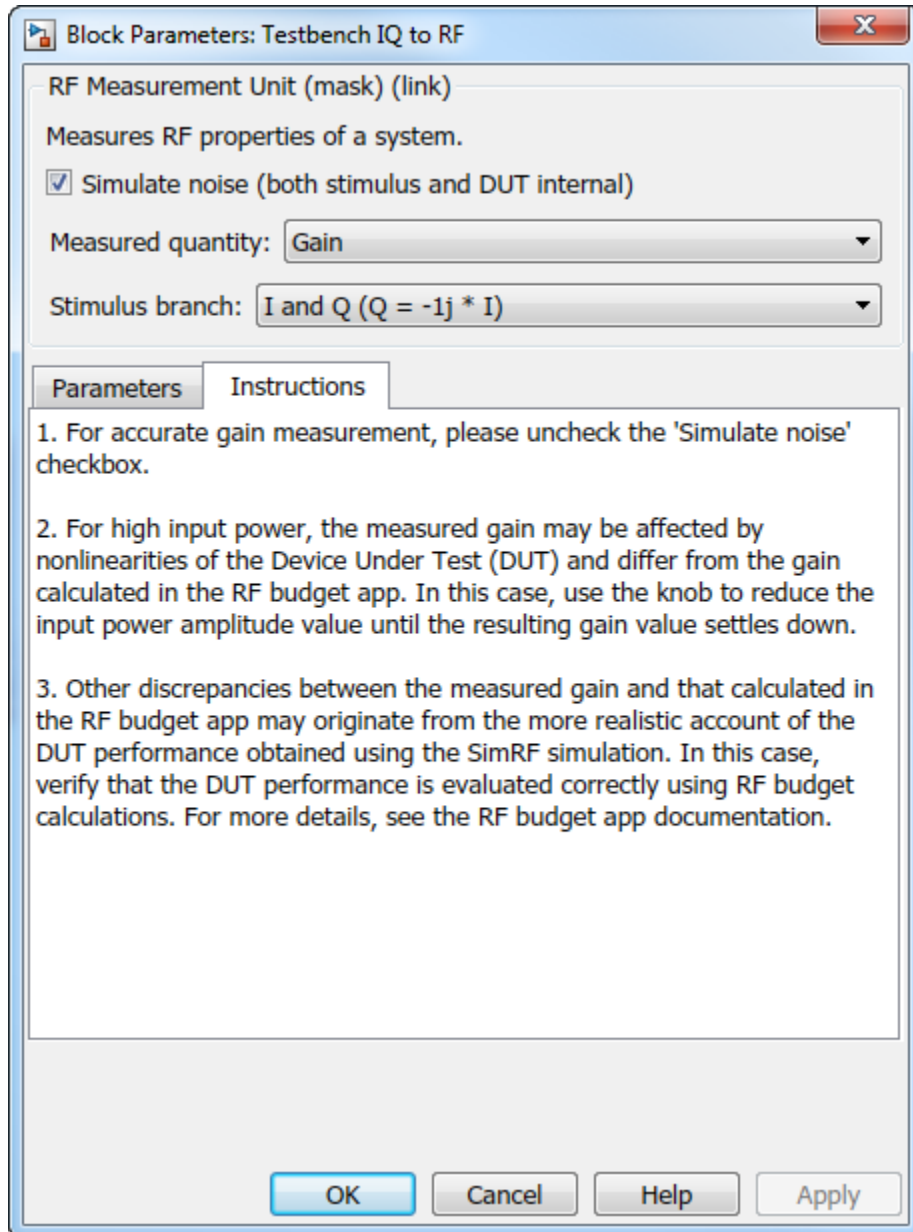 Block Parameters: Testbench IQ to RF
RF Measurement Unit (mask) (link)
Measures RF properties of a system.
Simulate noise (both stimulus and DUT internal)
Measured quantity: Gain
Stimulus branch: I and Q (Q = -1j * I)
Parameters Instructions
1. For accurate gain measurement, please uncheck the 'Simulate noise'
checkbox.
2. For high input power, the measured gain may be affected by
nonlinearities of the Device Under Test (DUT) and differ from the gain
calculated in the RF budget app. In this case, use the knob to reduce the
input power amplitude value until the resulting gain value settles down.
3. Other discrepancies between the measured gain and that calculated in
the RF budget app may originate from the more realistic account of the
DUT performance obtained using the SimRF simulation. In this case,
verify that the DUT performance is evaluated correctly using RF budget
calculations. For more details, see the RF budget app documentation.
OK Cancel Help Apply